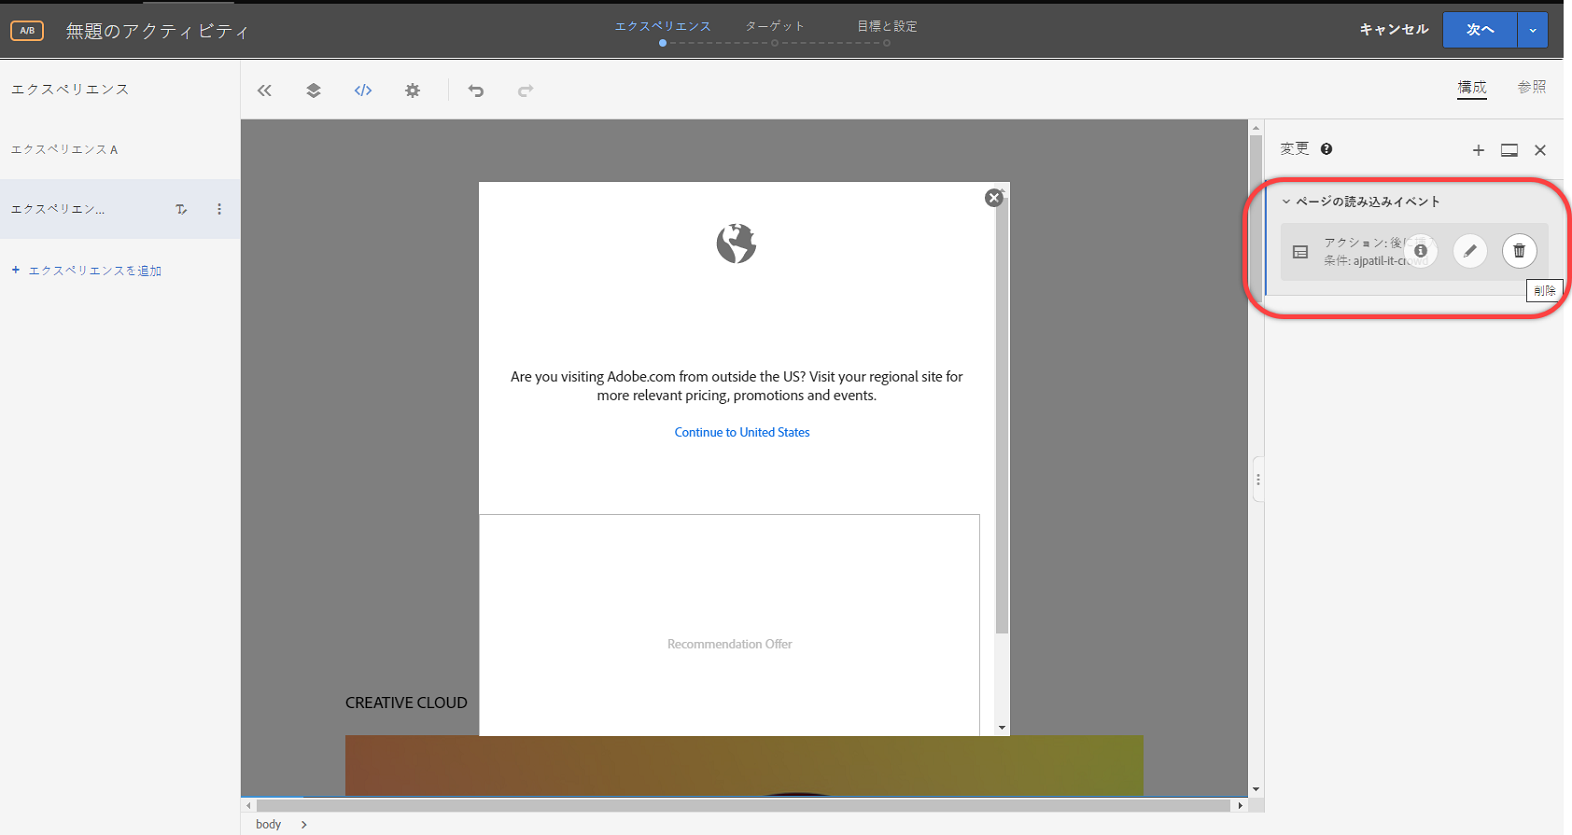 A/B 無題のアクティビティ
エクスペリエンス ターゲット 目標と設定
キャンセル 次へ
エクスペリエンス
構成 参照
エクスペリエンス A
変更
エクスペリエン...
ページの読み込みイベント
アクション: 後に挿入
条件: ajpatil-it-crowd
削除
+ エクスペリエンスを追加
Are you visiting Adobe.com from outside the US? Visit your regional site for
more relevant pricing, promotions and events.
Continue to United States
Recommendation Offer
CREATIVE CLOUD
body